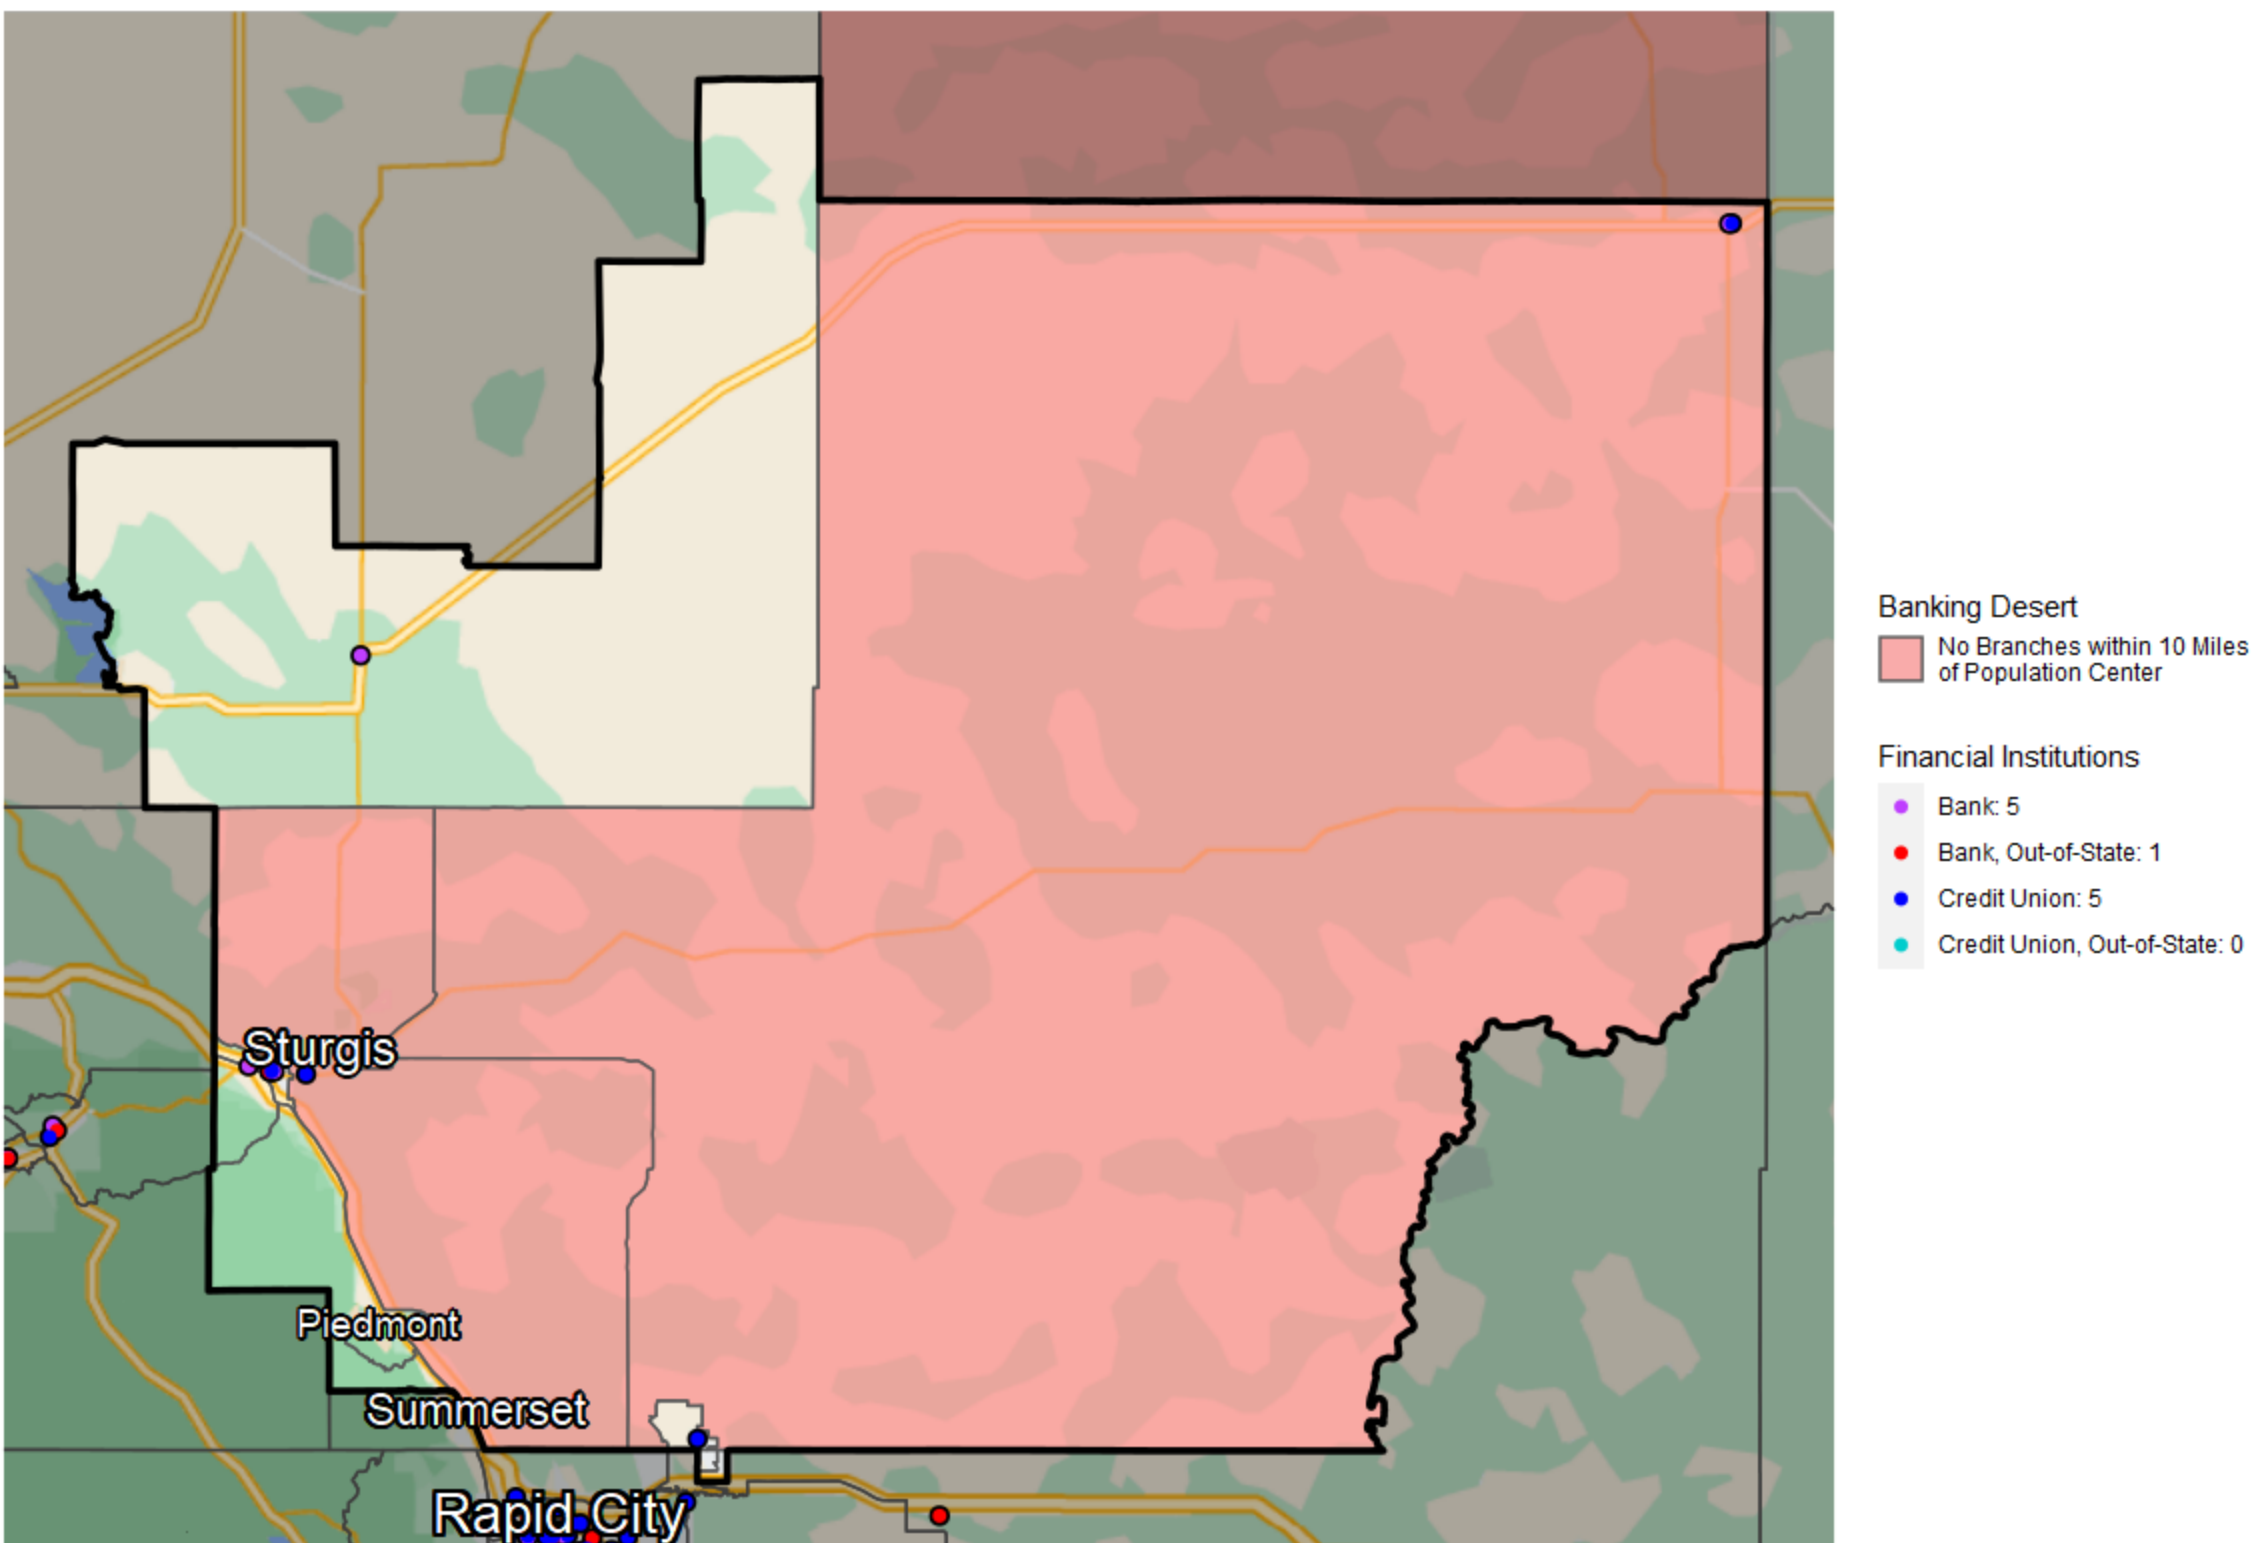 Sturgis
Piedmont
Summerset
Rapid City
Banking Desert
No Branches within 10 Miles
of Population Center
Financial Institutions
Bank: 5
Bank, Out-of-State: 1
Credit Union: 5
Credit Union, Out-of-State: 0